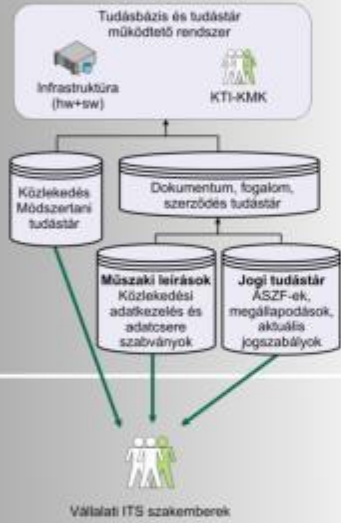 Tudásbázis és tudástár
működtető rendszer
Infrastruktúra
(hw+sw)
KTI-KMK
Közlekedés
Módszertani
tudástár
Dokumentum, fogalom,
szerződés tudástár
Műszaki leírások
Közlekedési
adatkezelés és
adatcsere
szabványok
Jogi tudástár
ÁSZF-ek,
megállapodások,
aktuális
jogszabályok
Vállalati ITS szakemberek